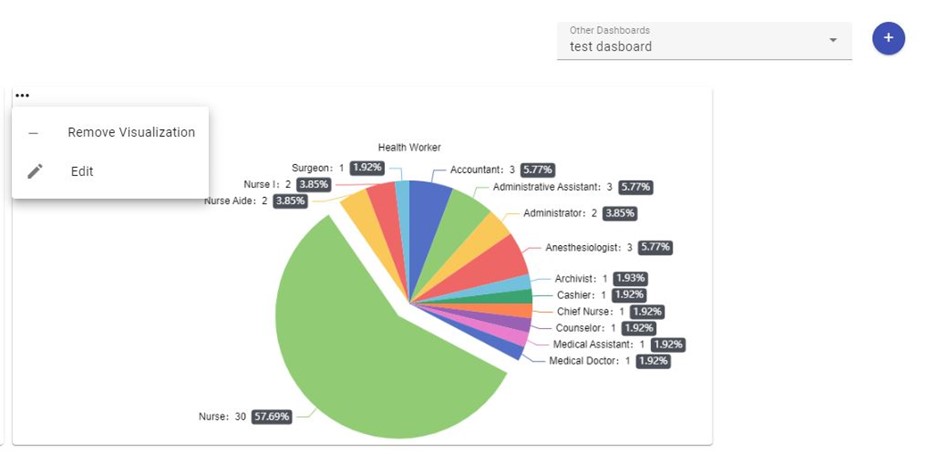 Other Dashboards
test dasboard
+
•••
Remove Visualization
Edit
Health Worker
Surgeon: 1 1.92%
Nurse I: 2 3.85%
Nurse Aide: 2 3.85%
Accountant: 3 5.77%
Administrative Assistant: 3 5.77%
Administrator: 2 3.85%
Anesthesiologist: 3 5.77%
Archivist: 1 1.93%
Cashier: 1 1.92%
Chief Nurse: 1 1.92%
Counselor: 1 1.92%
Medical Assistant: 1 1.92%
Medical Doctor: 1 1.92%
Nurse: 30 57.69%